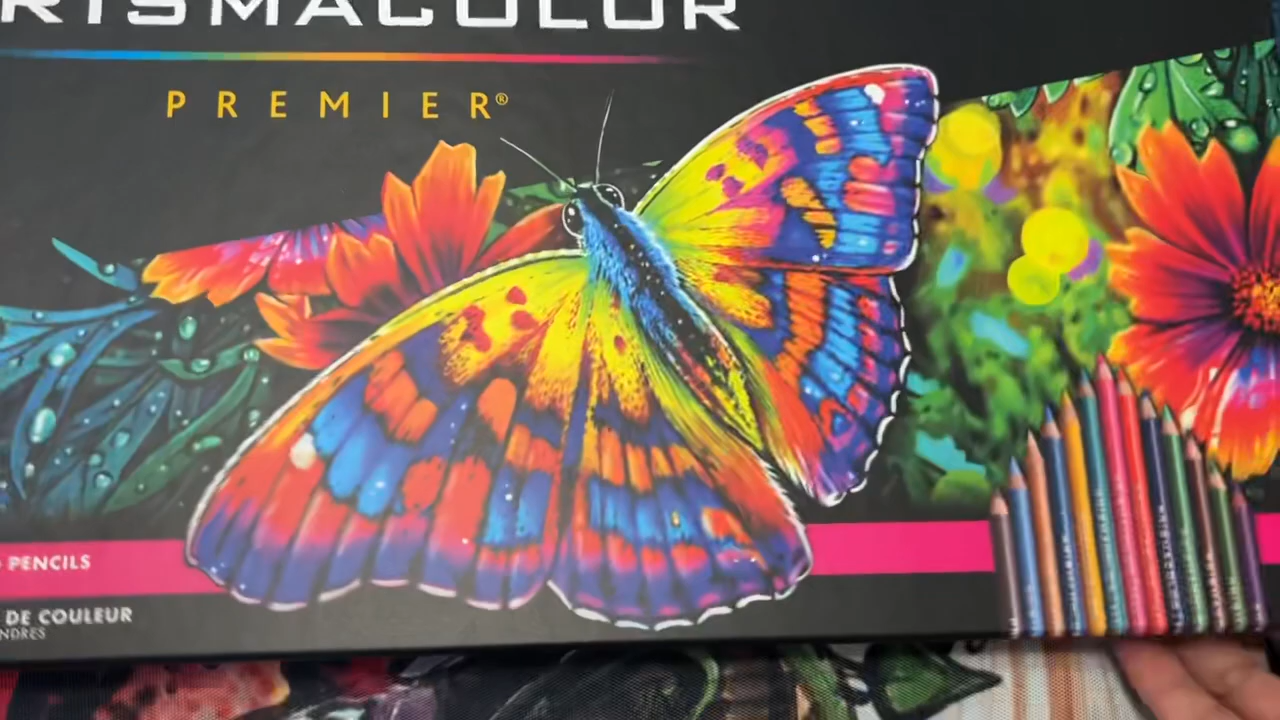 RISMACOLOR
PREMIER®
PENCILS
DE COULEUR
NDRES